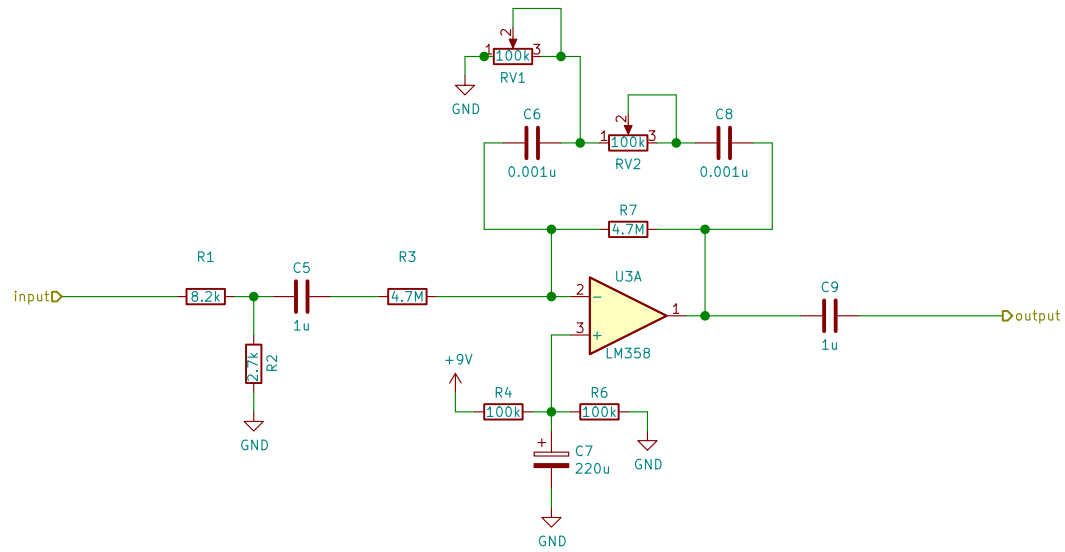 2
1
100k
3
RV1
GND
C6
0.001u
2
1
100k
3
RV2
C8
0.001u
R7
4.7M
R1
8.2k
C5
1u
R3
4.7M
input
2.7k
R2
GND
U3A
2
−
3
+
1
LM358
C9
1u
output
+9V
R4
100k
R6
100k
GND
+
C7
220u
GND